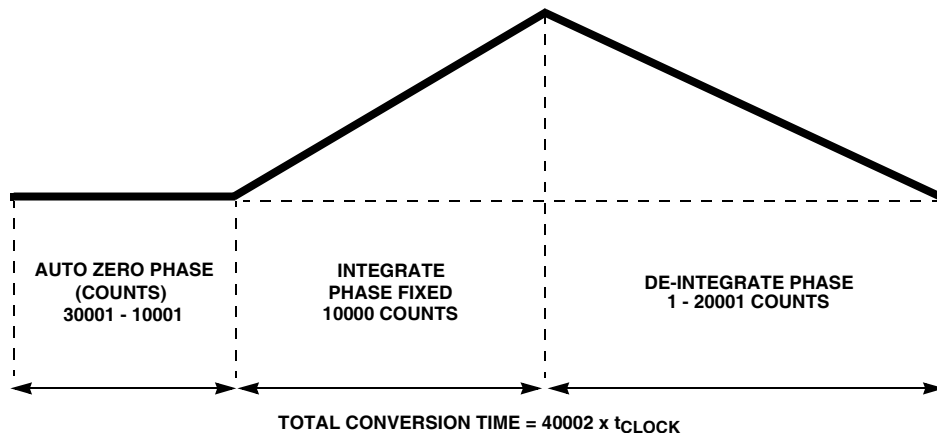 AUTO ZERO PHASE
(COUNTS)
30001 - 10001
INTEGRATE
PHASE FIXED
10000 COUNTS
DE-INTEGRATE PHASE
1 - 20001 COUNTS
TOTAL CONVERSION TIME = 40002 x tCLOCK